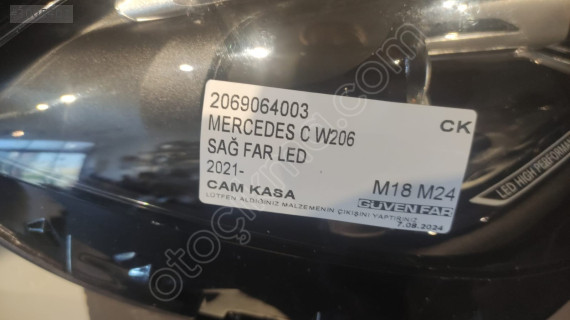 2069064003
CK
MERCEDES C W206
SAĞ FAR LED
2021-
CAM KASA
M18 M24
LÜTFEN ALDIĞINIZ MALZEMENİN ÇIKIŞINI YAPTIRINIZ
GÜVEN FAR
7.08.2024
LED HIGH PERFORMANCE